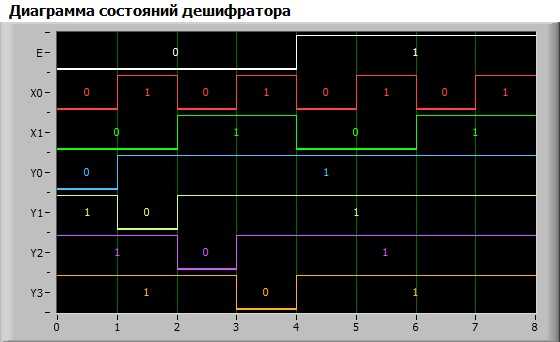 Диаграмма состояний дешифратора
E 0 1
X0 0 1 0 1 0 1 0 1
X1 0 1 0 1
Y0 0 1
Y1 1 0 1
Y2 1 0 1
Y3 1 0 1
0 1 2 3 4 5 6 7 8